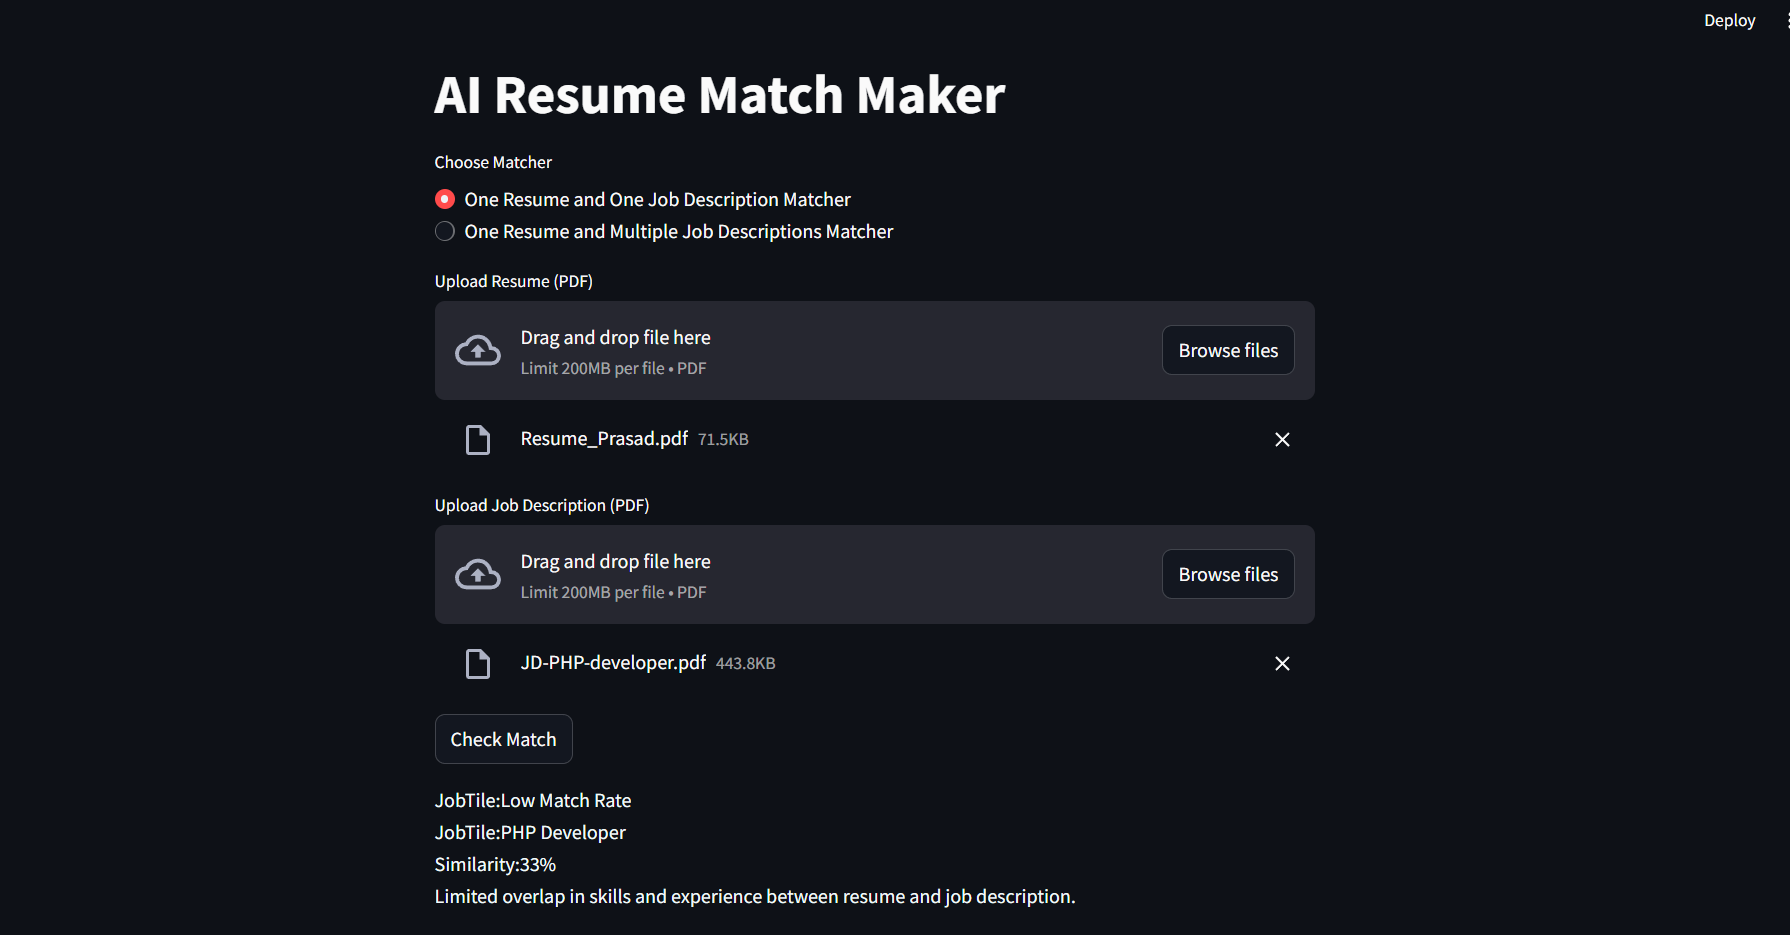 Deploy
AI Resume Match Maker
Choose Matcher
One Resume and One Job Description Matcher
One Resume and Multiple Job Descriptions Matcher
Upload Resume (PDF)
Drag and drop file here
Limit 200MB per file • PDF
Browse files
Resume_Prasad.pdf 71.5KB
Upload Job Description (PDF)
Drag and drop file here
Limit 200MB per file • PDF
Browse files
JD-PHP-developer.pdf 443.8KB
Check Match
JobTile:Low Match Rate
JobTile:PHP Developer
Similarity:33%
Limited overlap in skills and experience between resume and job description.